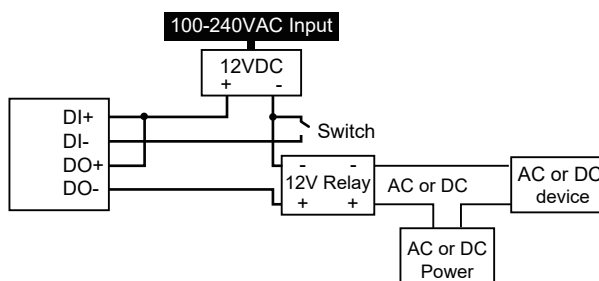 100-240VAC Input
12VDC
+ -
DI+
DI-
DO+
DO-
Switch
- -
12V Relay
+ +
AC or DC
AC or DC
device
AC or DC
Power